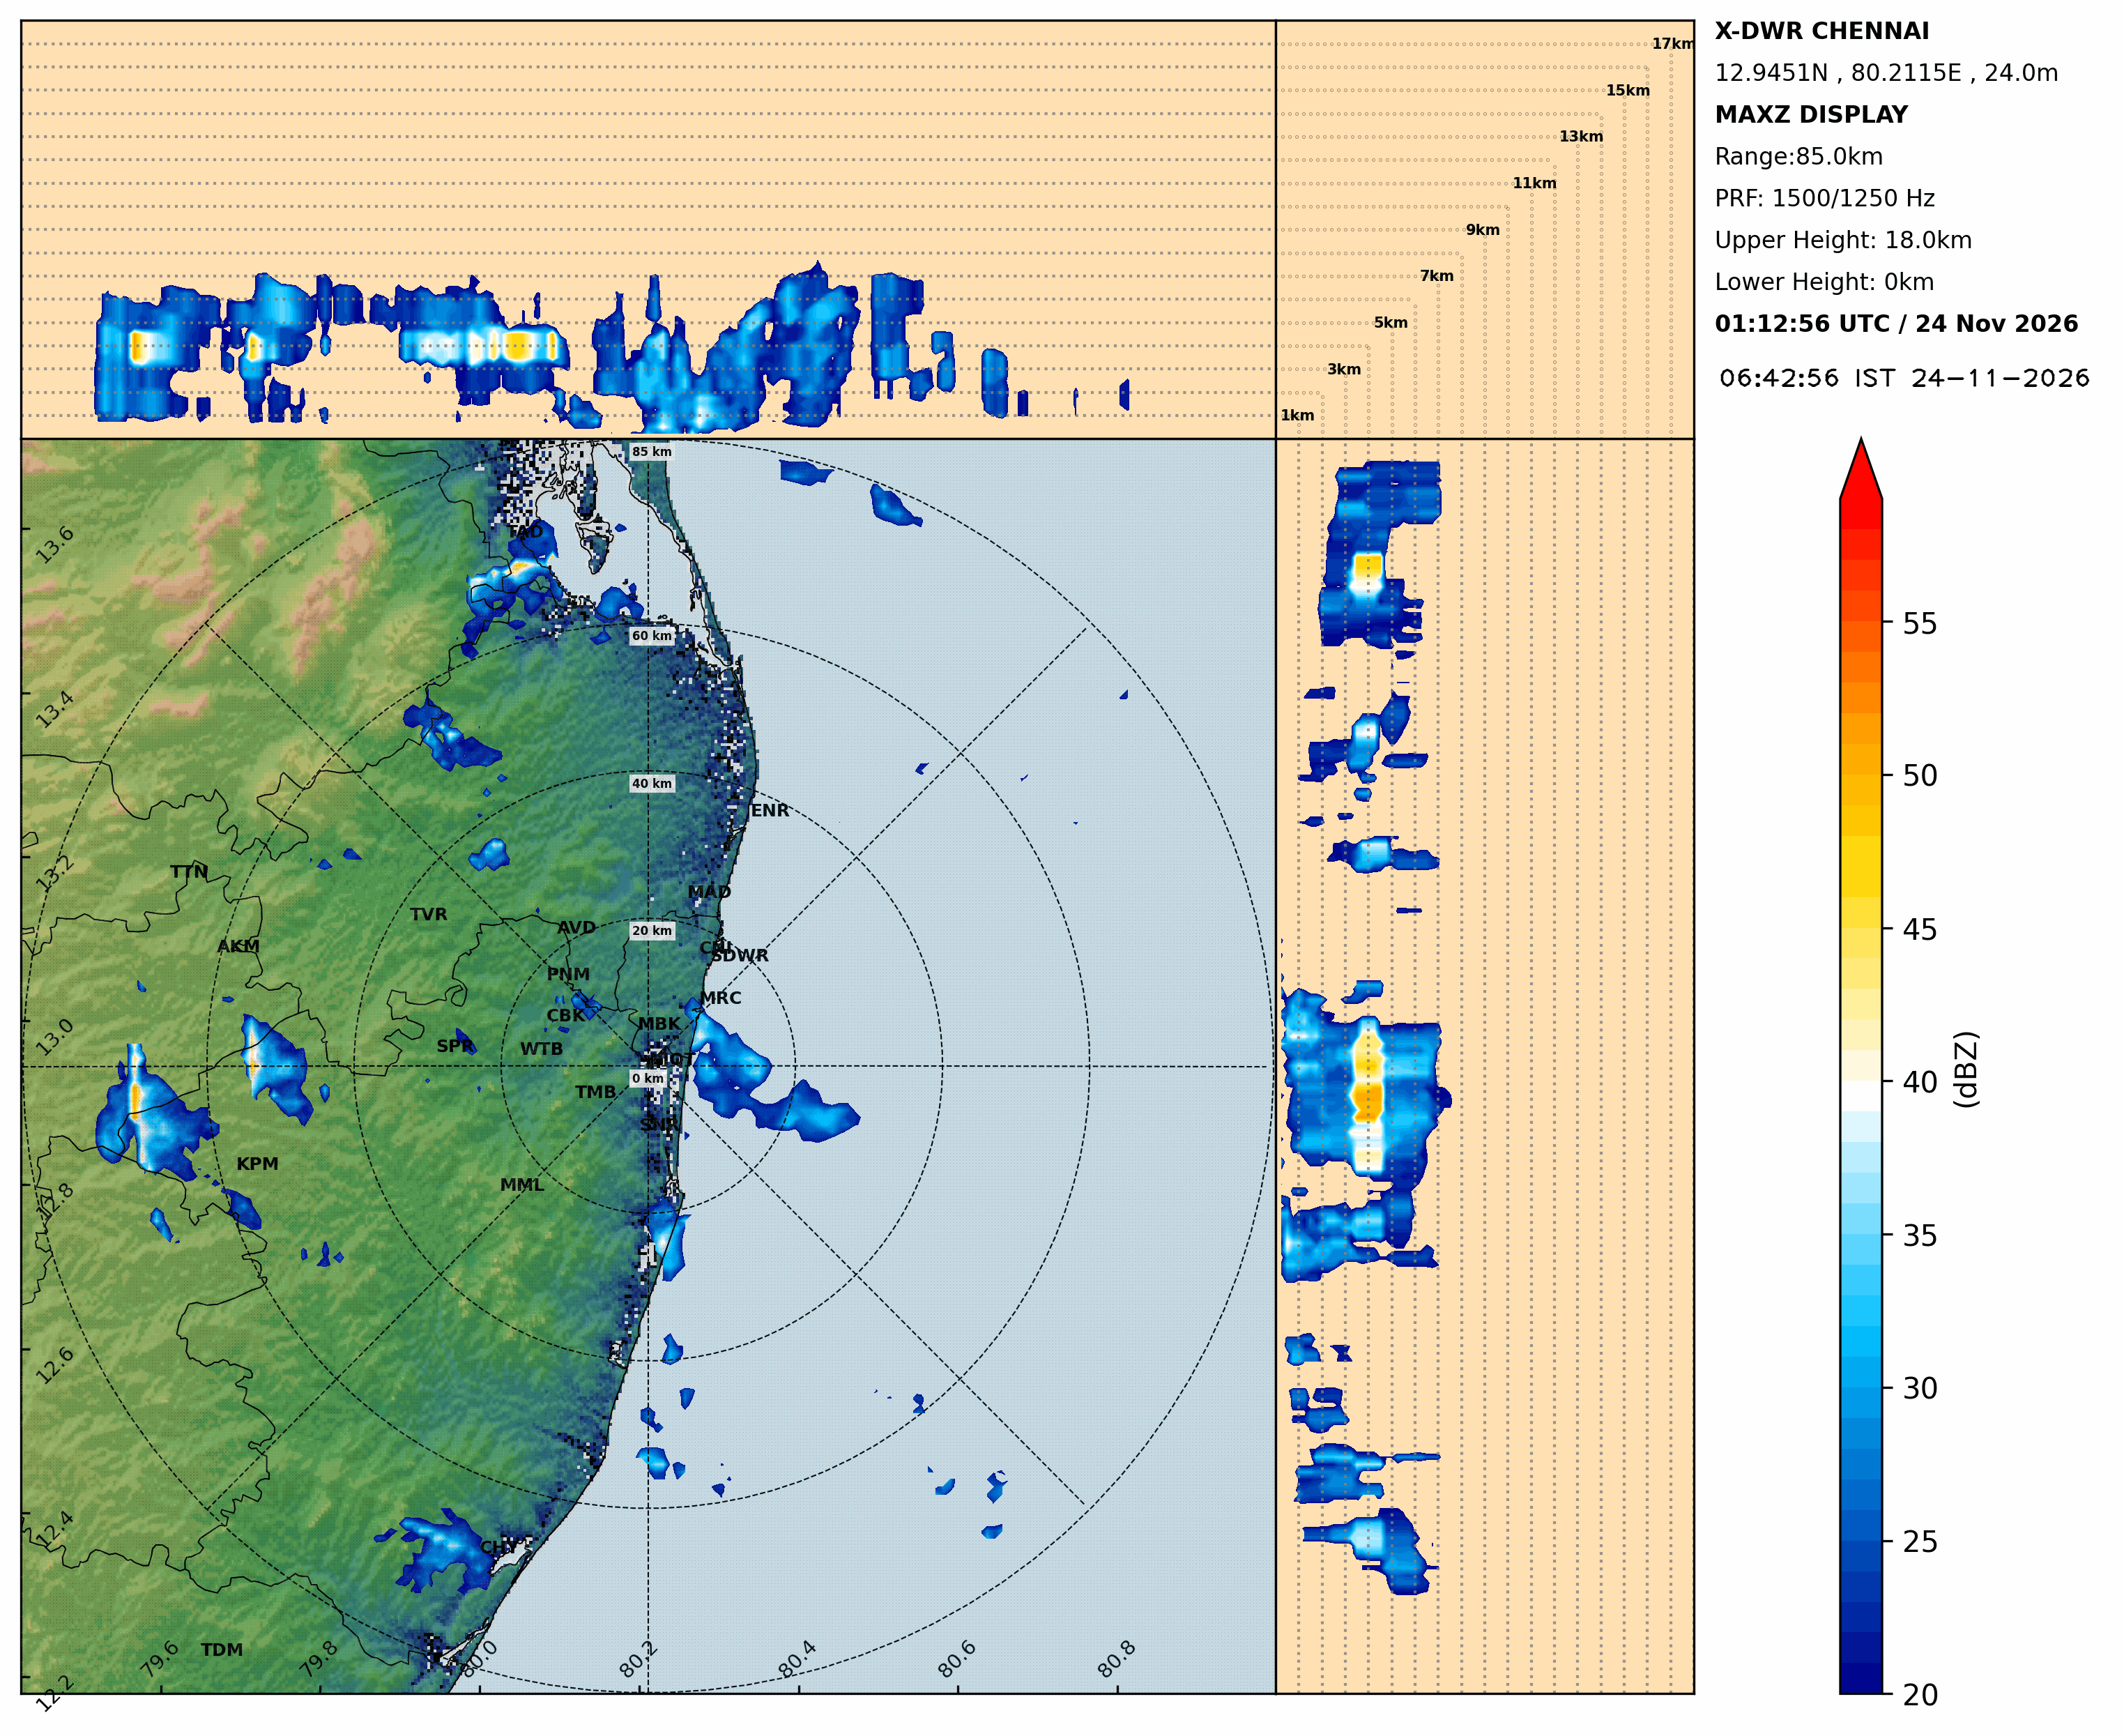 X-DWR CHENNAI
12.9451N , 80.2115E , 24.0m
MAXZ DISPLAY
Range:85.0km
PRF: 1500/1250 Hz
Upper Height: 18.0km
Lower Height: 0km
01:12:56 UTC / 24 Nov 2026
06:42:56 IST 24-11-2026
17km
15km
13km
11km
9km
7km
5km
3km
1km
85 km
60 km
40 km
20 km
0 km
TAD
ENR
TTN
MAD
TVR
AVD
AKM
SDWR
PNM
MRC
CBK
MBK
SPR
WTB
TMB
SNR
KPM
MML
CHY
TDM
13.6
13.4
13.2
13.0
12.8
12.6
12.4
12.2
79.6
79.8
80.0
80.2
80.4
80.6
80.8
55
50
45
40
35
30
25
20
(dBZ)